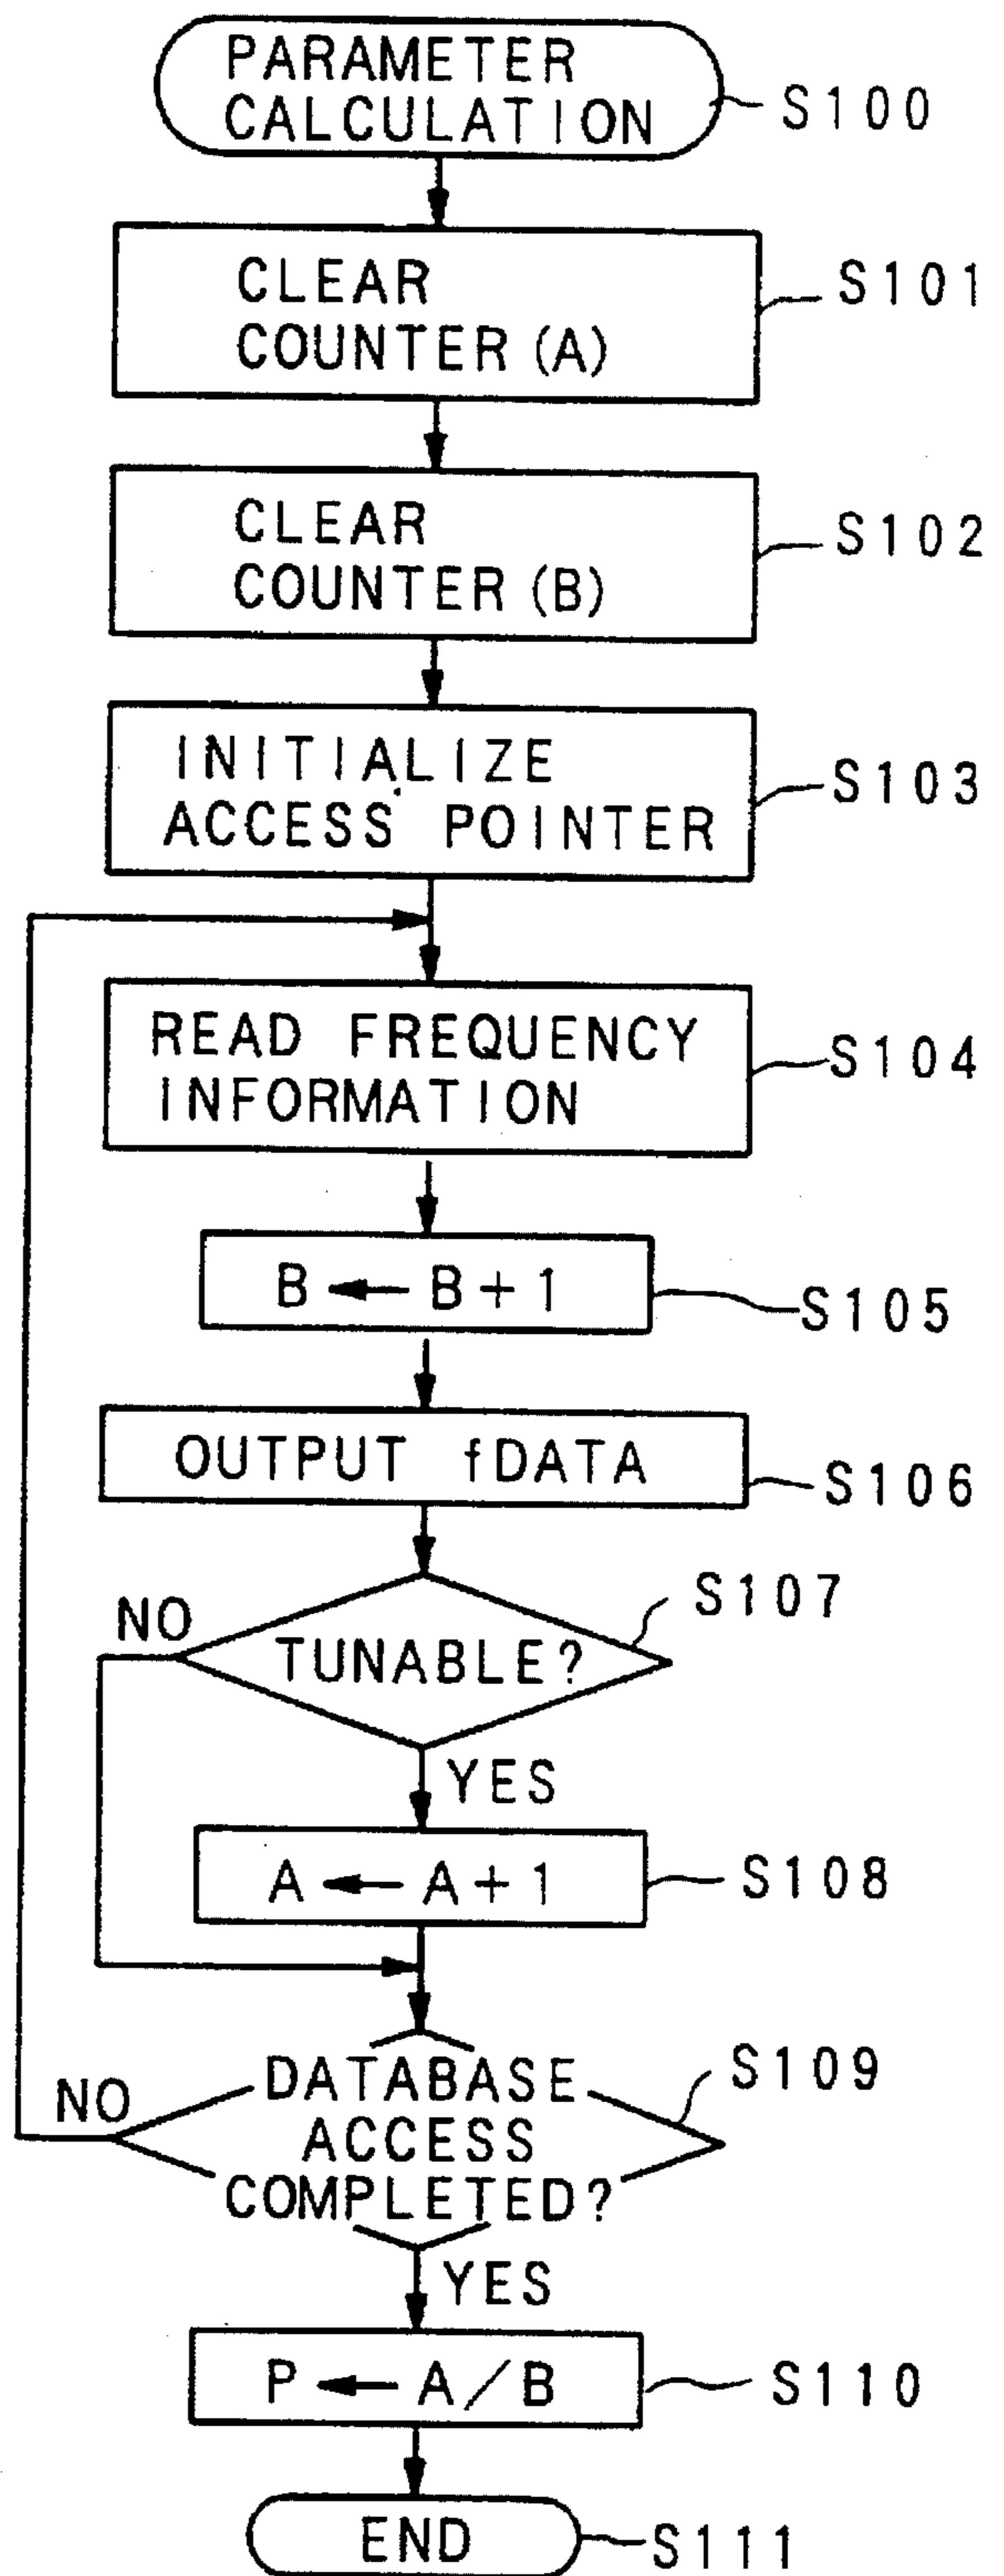 PARAMETER
CALCULATION
S100
CLEAR
COUNTER (A)
S101
CLEAR
COUNTER (B)
S102
INITIALIZE
ACCESS POINTER
S103
READ FREQUENCY
INFORMATION
S104
B ← B + 1
S105
OUTPUT fDATA
S106
TUNABLE?
S107
NO
YES
A ← A + 1
S108
DATABASE
ACCESS
COMPLETED?
S109
NO
YES
P ← A / B
S110
END
S111